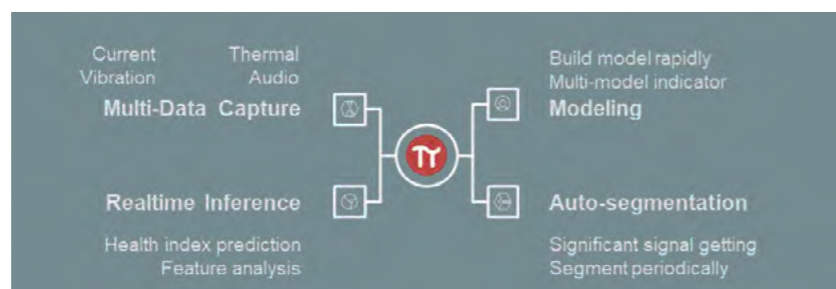 Current Thermal
Vibration Audio
Multi-Data Capture
Build model rapidly
Multi-model indicator
Modeling
Realtime Inference
Health index prediction
Feature analysis
Auto-segmentation
Significant signal getting
Segment periodically